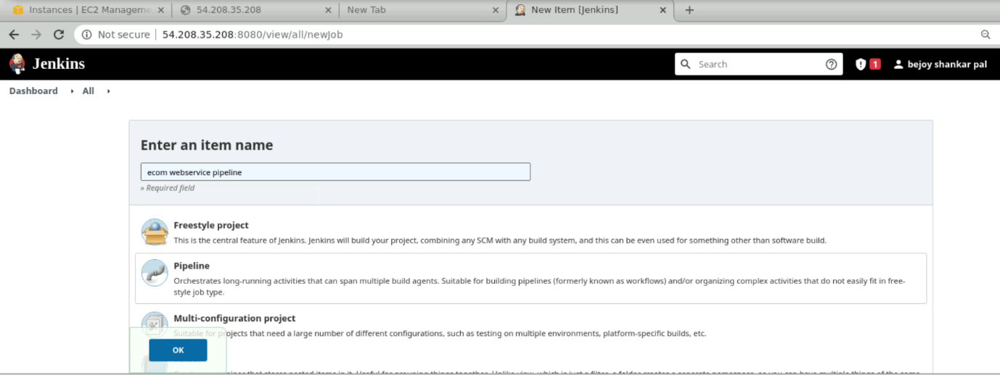 Instances | EC2 Manageme
54.208.35.208
New Tab
New Item [Jenkins]
Not secure
54.208.35.208:8080/view/all/newJob
Jenkins
Search
1
bejoy shankar pal
Dashboard
All
Enter an item name
ecom webservice pipeline
» Required field
Freestyle project
This is the central feature of Jenkins. Jenkins will build your project, combining any SCM with any build system, and this can be even used for something other than software build.
Pipeline
Orchestrates long-running activities that can span multiple build agents. Suitable for building pipelines (formerly known as workflows) and/or organizing complex activities that do not easily fit in free-
style job type.
Multi-configuration project
Suitable for projects that need a large number of different configurations, such as testing on multiple environments, platform-specific builds, etc.
OK